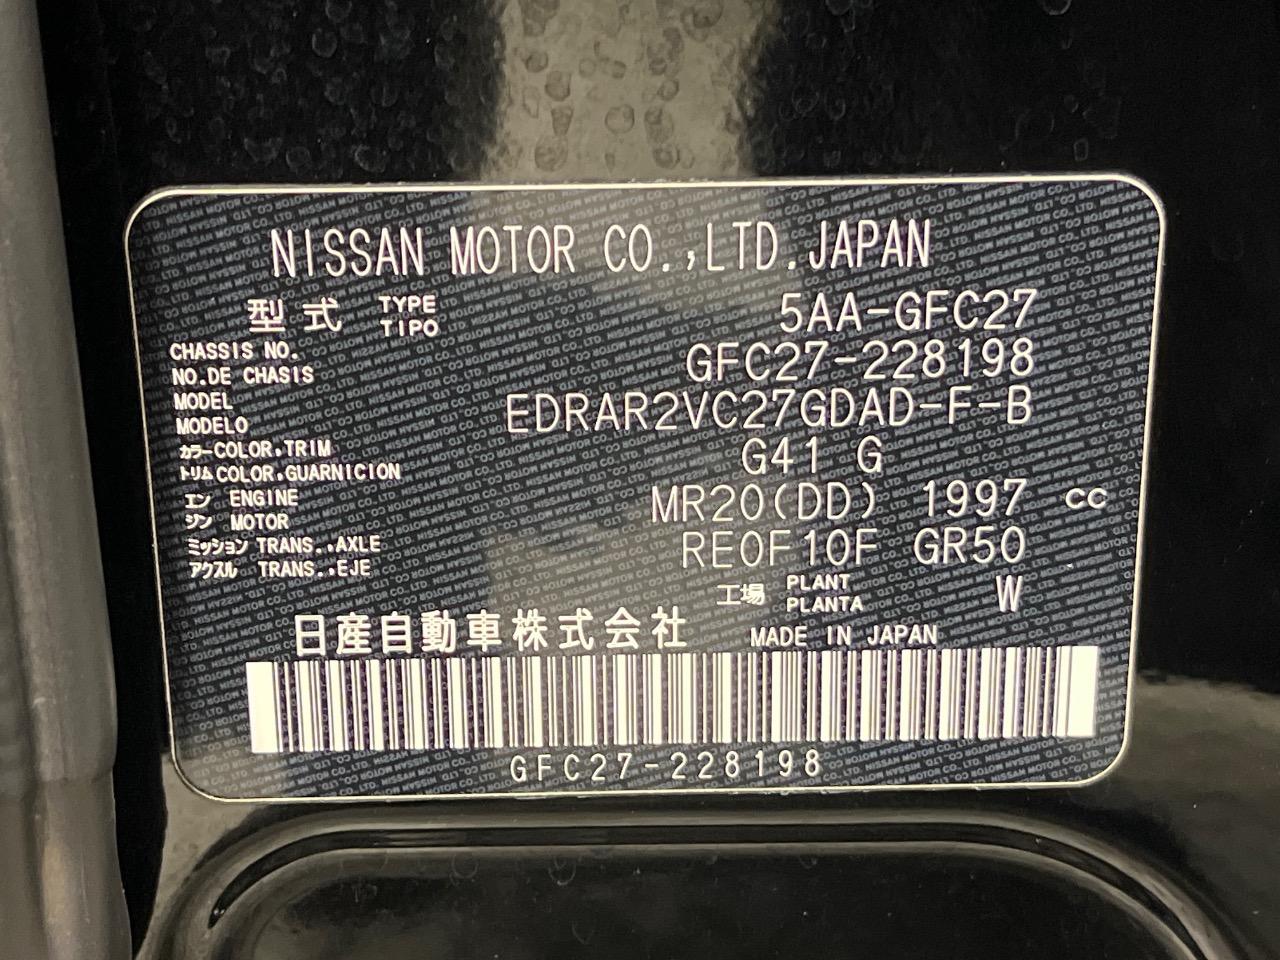 NISSAN MOTOR CO.,LTD.JAPAN
型式 TYPE TIPO 5AA-GFC27
CHASSIS NO.
NO.DE CHASIS GFC27-228198
MODEL
MODELO EDRAR2VC27GDAD-F-B
カラー COLOR,TRIM
トリム COLOR,GUARNICION G41 G
エン ENGINE
ジン MOTOR MR20(DD) 1997 cc
ミッション TRANS.,AXLE
アクスル TRANS.,EJE RE0F10F GR50
工場 PLANT PLANTA W
日産自動車株式会社 MADE IN JAPAN
GFC27-228198